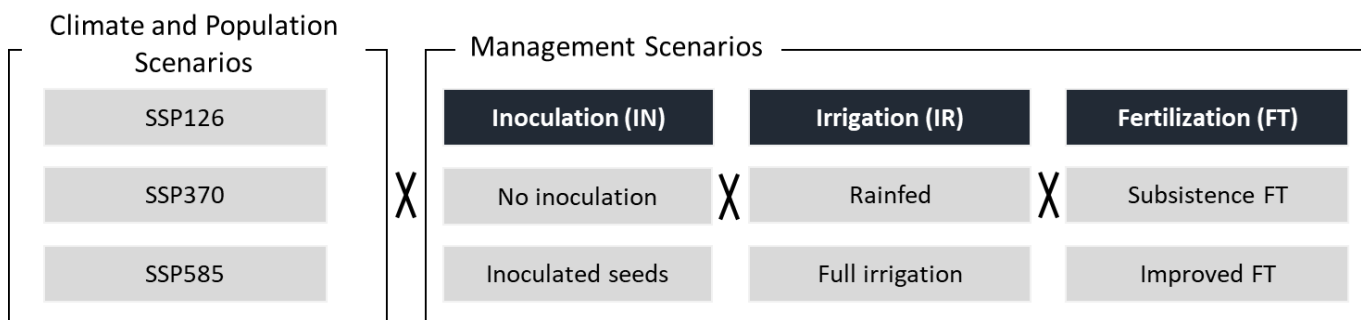 Climate and Population
Scenarios
SSP126
SSP370
SSP585
X
Management Scenarios
Inoculation (IN)
No inoculation
Inoculated seeds
X
Irrigation (IR)
Rainfed
Full irrigation
X
Fertilization (FT)
Subsistence FT
Improved FT